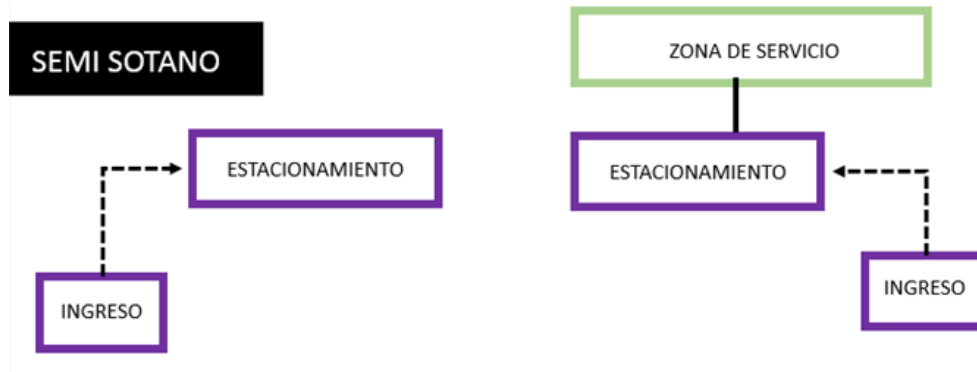 SEMI SOTANO
ZONA DE SERVICIO
ESTACIONAMIENTO
ESTACIONAMIENTO
INGRESO
INGRESO